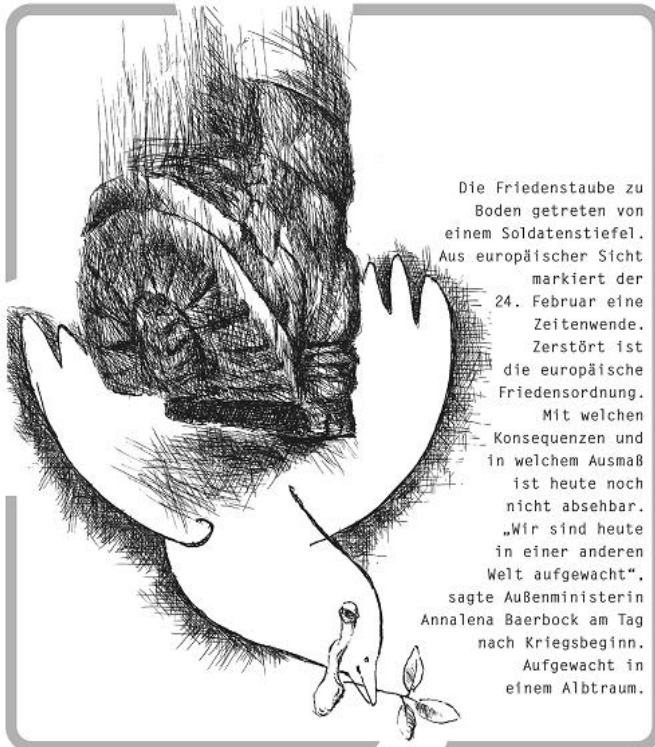 Die Friedenstaube zu
Boden getreten von
einem Soldatenstiefel.
Aus europäischer Sicht
markiert der
24. Februar eine
Zeitenwende.
Zerstört ist
die europäische
Friedensordnung.
Mit welchen
Konsequenzen und
in welchem Ausmaß
ist heute noch
nicht absehbar.
„Wir sind heute
in einer anderen
Welt aufgewacht“,
sagte Außenministerin
Annalena Baerbock am Tag
nach Kriegsbeginn.
Aufgewacht in
einem Albtraum.